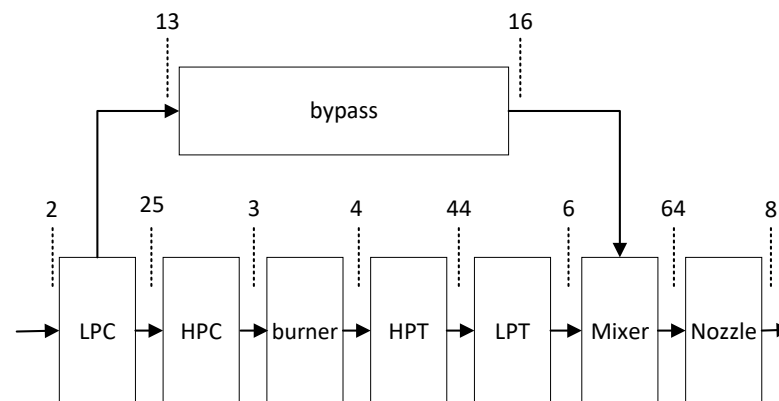 13
16
bypass
2
25
3
4
44
6
64
8
LPC
HPC
burner
HPT
LPT
Mixer
Nozzle